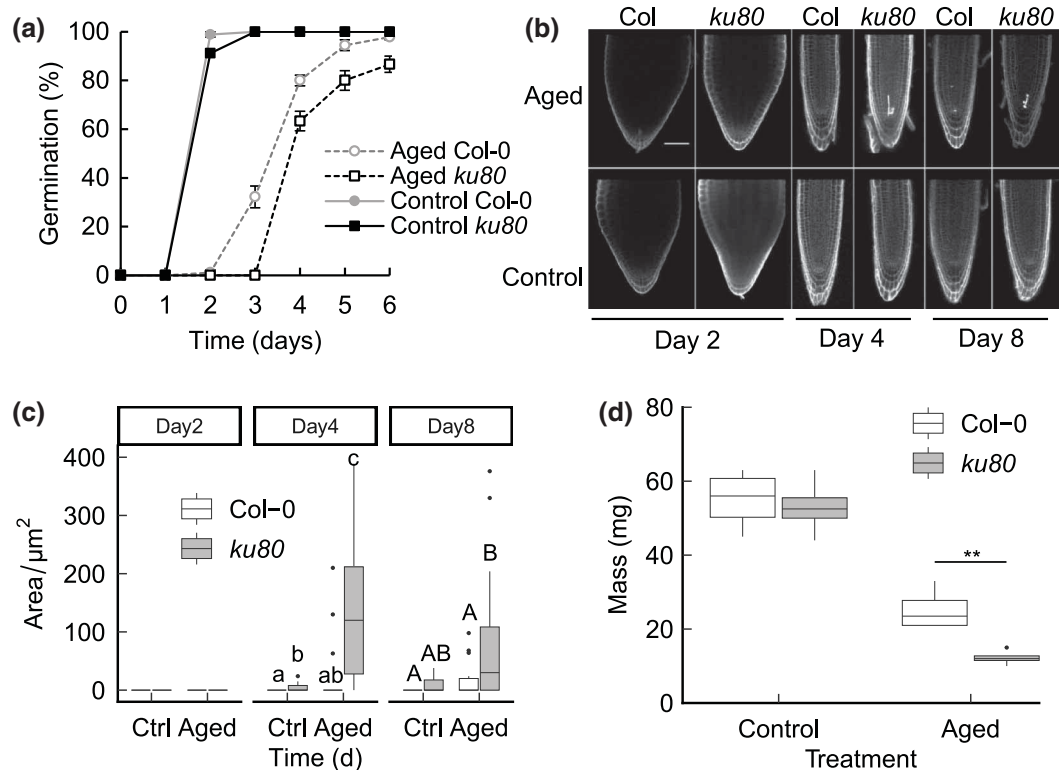 (a)
100
80
60
40
20
0
Germination (%)
0 1 2 3 4 5 6
Time (days)
Aged Col-0
Aged ku80
Control Col-0
Control ku80
(b)
Col ku80 Col ku80 Col ku80
Aged
Control
Day 2 Day 4 Day 8
(c)
Day2 Day4 Day8
400
300
200
100
0
Area/μm²
Col−0
ku80
a b ab c
A AB A B
Ctrl Aged Ctrl Aged Ctrl Aged
Time (d)
(d)
80
60
40
20
0
Mass (mg)
Col−0
ku80
**
Control Aged
Treatment